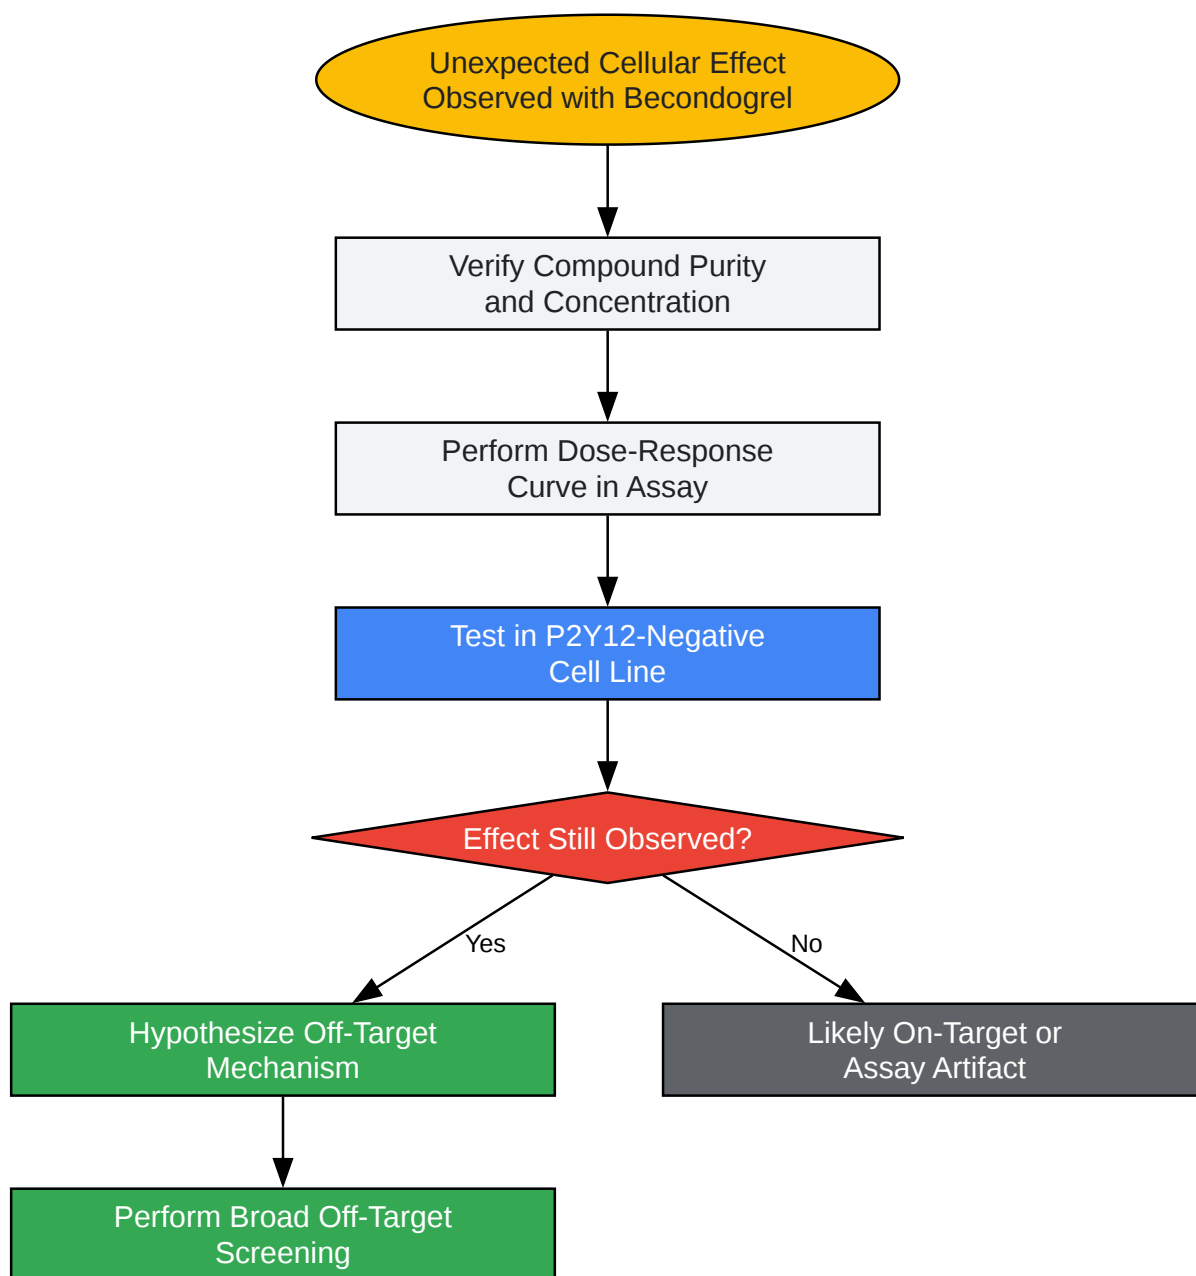 Unexpected Cellular Effect
Observed with Becondogrel
Verify Compound Purity
and Concentration
Perform Dose-Response
Curve in Assay
Test in P2Y12-Negative
Cell Line
Effect Still Observed?
Yes
No
Hypothesize Off-Target
Mechanism
Likely On-Target or
Assay Artifact
Perform Broad Off-Target
Screening